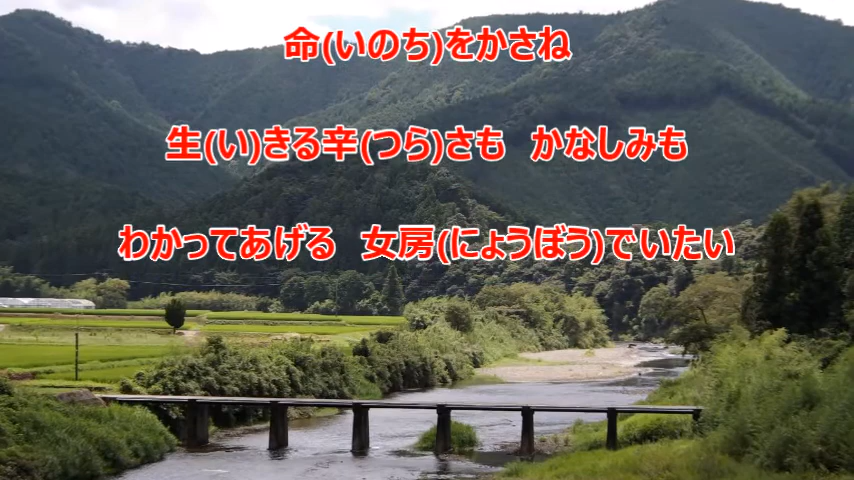 命(いのち)をかさね
生(い)きる辛(つら)さも　かなしみも
わかってあげる　女房(にょうぼう)でいたい